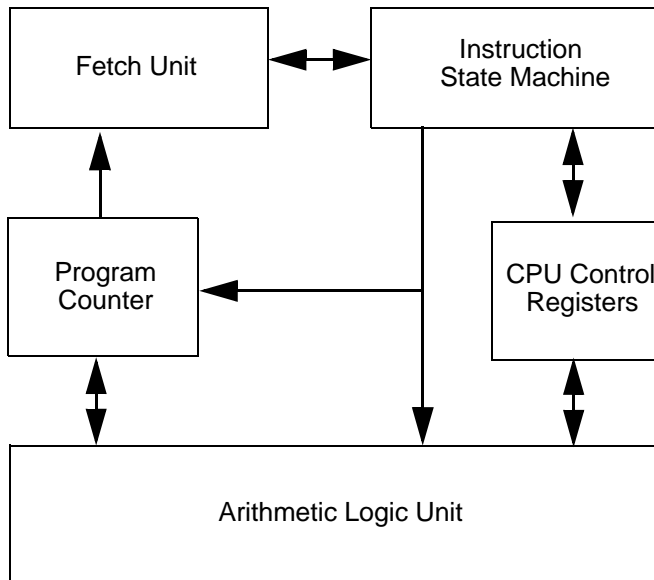 Fetch Unit
Instruction
State Machine
Program
Counter
CPU Control
Registers
Arithmetic Logic Unit